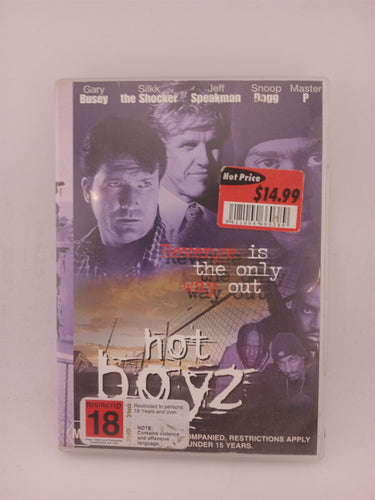 Gary Silkk Jeff Snoop Master
Busey the Shocker Speakman Dogg P
Hot Price
$14.99
Revenge is
the only
way out
hot
boyz
RESTRICTED
18
Restricted to persons
18 Years and over.
NOTE:
Contains violence
and offensive
language.
M
COMPANIED, RESTRICTIONS APPLY
UNDER 15 YEARS.